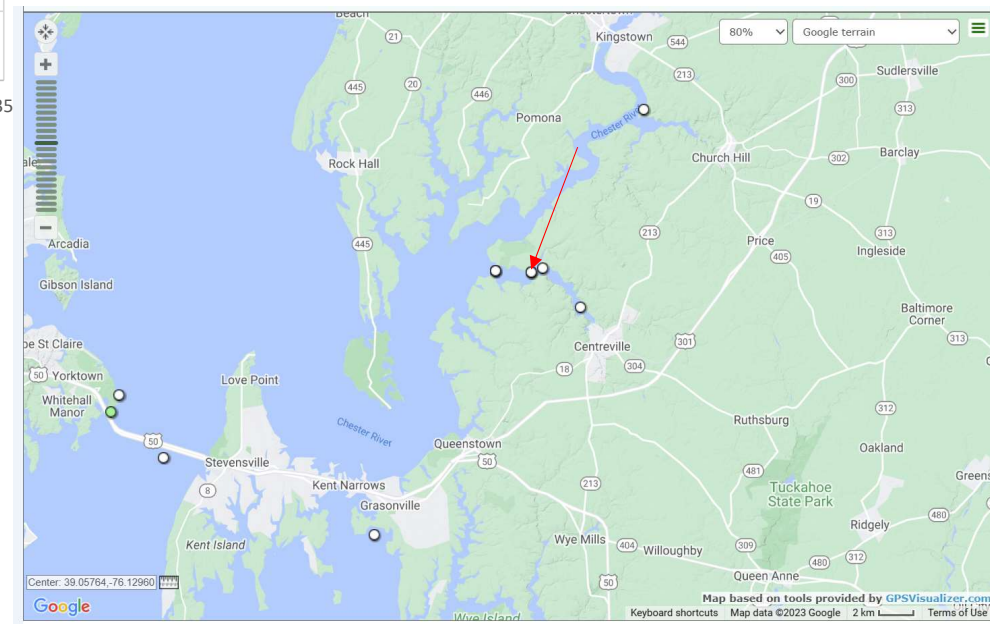 Beach
Kingstown
80%
Google terrain
21
544
Sudlersville
213
445
20
446
300
313
Pomona
Chester River
35
Rock Hall
Church Hill
302
Barclay
19
Arcadia
445
213
Price
313
405
Ingleside
Gibson Island
Baltimore
Corner
313
pe St Claire
Centreville
301
50
Yorktown
Love Point
18
304
Whitehall
Manor
Chester River
312
Ruthsburg
50
Queenstown
Oakland
Stevensville
50
481
Greens
8
Kent Narrows
213
Tuckahoe
State Park
480
Grasonville
Ridgely
Kent Island
Wye Mills
404
Willoughby
309
312
480
Center: 39.05764,-76.12960
50
Queen Anne
Map based on tools provided by GPSVisualizer.com
Google
Wye Island
Keyboard shortcuts
Map data ©2023 Google
2 km
Terms of Use